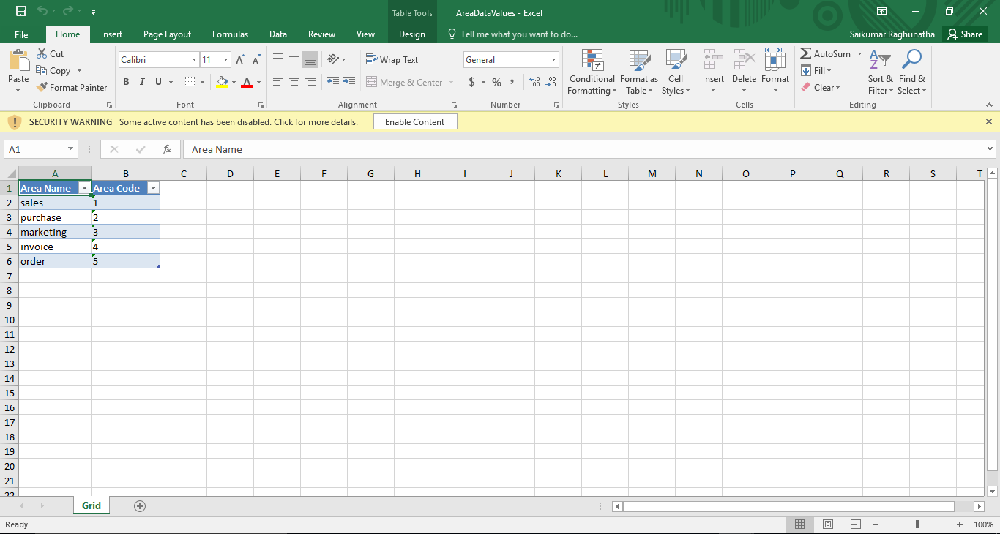 Table Tools
AreaDataValues - Excel
File Home Insert Page Layout Formulas Data Review View Design Tell me what you want to do... Saikumar Raghunatha Share
Paste
Cut
Copy
Format Painter
Clipboard
Calibri 11 A A
B I U A
Font
Wrap Text
Merge & Center
Alignment
General
$ % , .0 .00 .00 .0
Number
Conditional Formatting
Format as Table
Cell Styles
Styles
Insert Delete Format
Cells
AutoSum
Fill
Clear
Sort & Filter
Find & Select
Editing
SECURITY WARNING Some active content has been disabled. Click for more details. Enable Content
A1 fx Area Name
A B C D E F G H I J K L M N O P Q R S T
1 Area Name Area Code
2 sales 1
3 purchase 2
4 marketing 3
5 invoice 4
6 order 5
7
8
9
10
11
12
13
14
15
16
17
18
19
20
21
22
Grid
Ready 100%